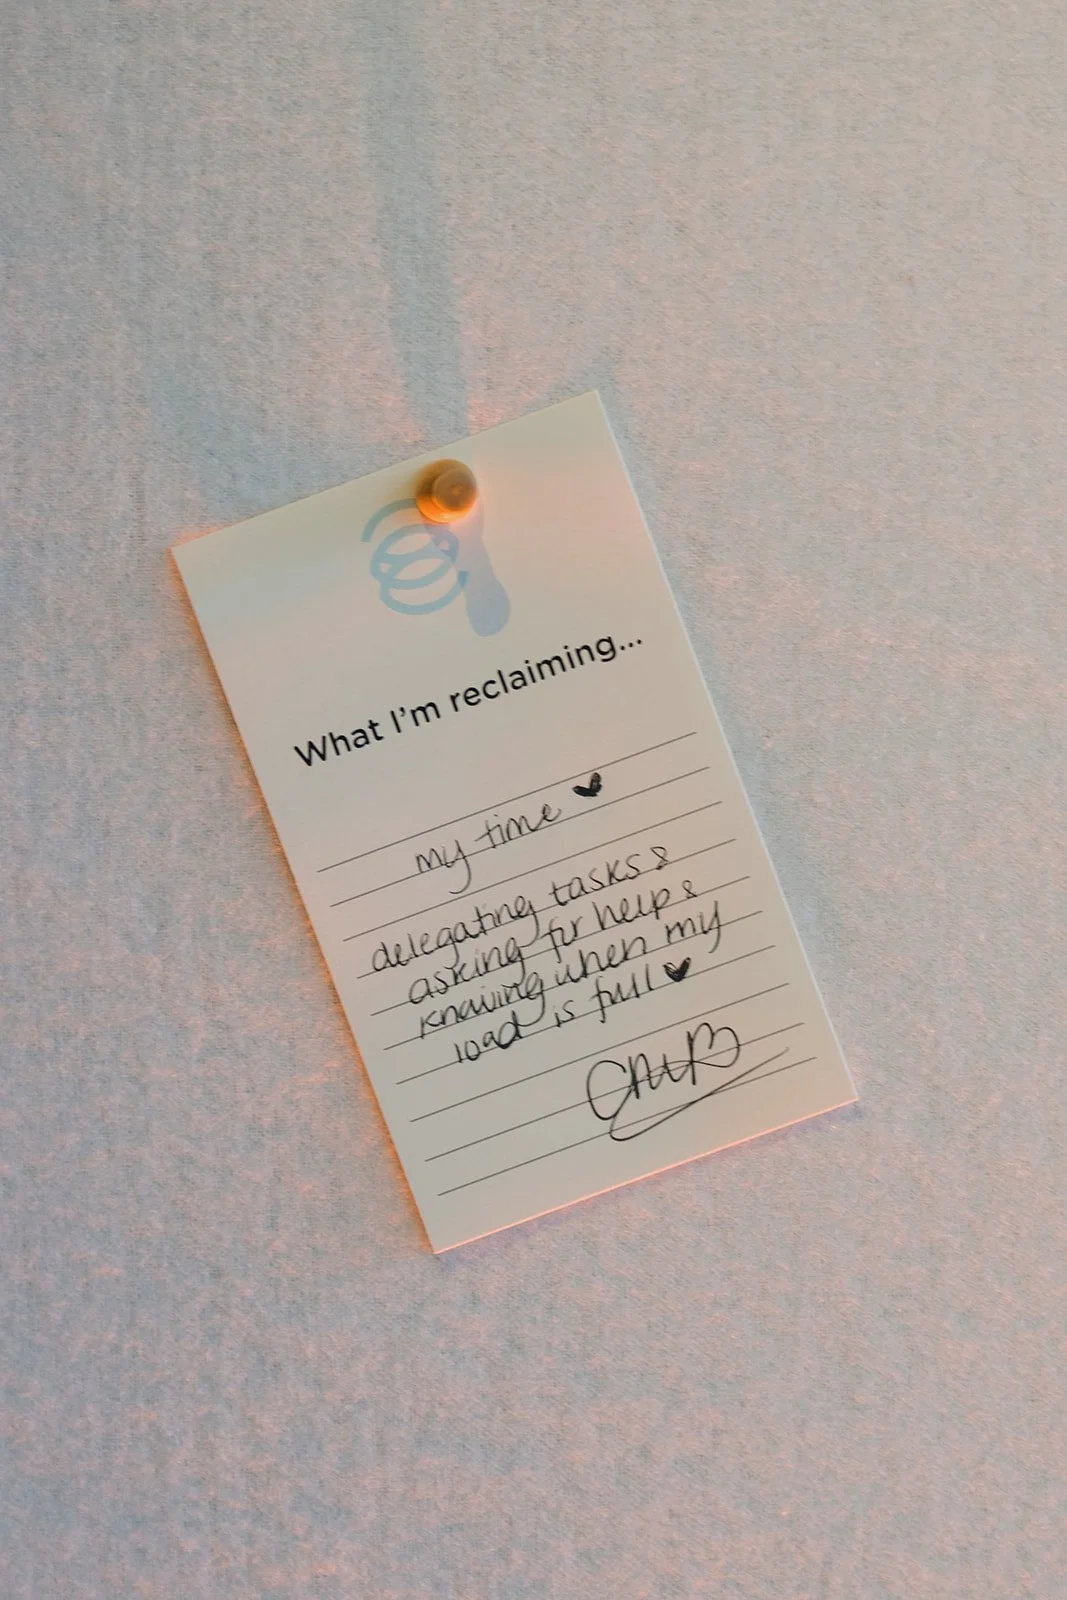 What I'm reclaiming...
my time ♥
delegating tasks &
asking for help &
knowing when my
load is full ♥